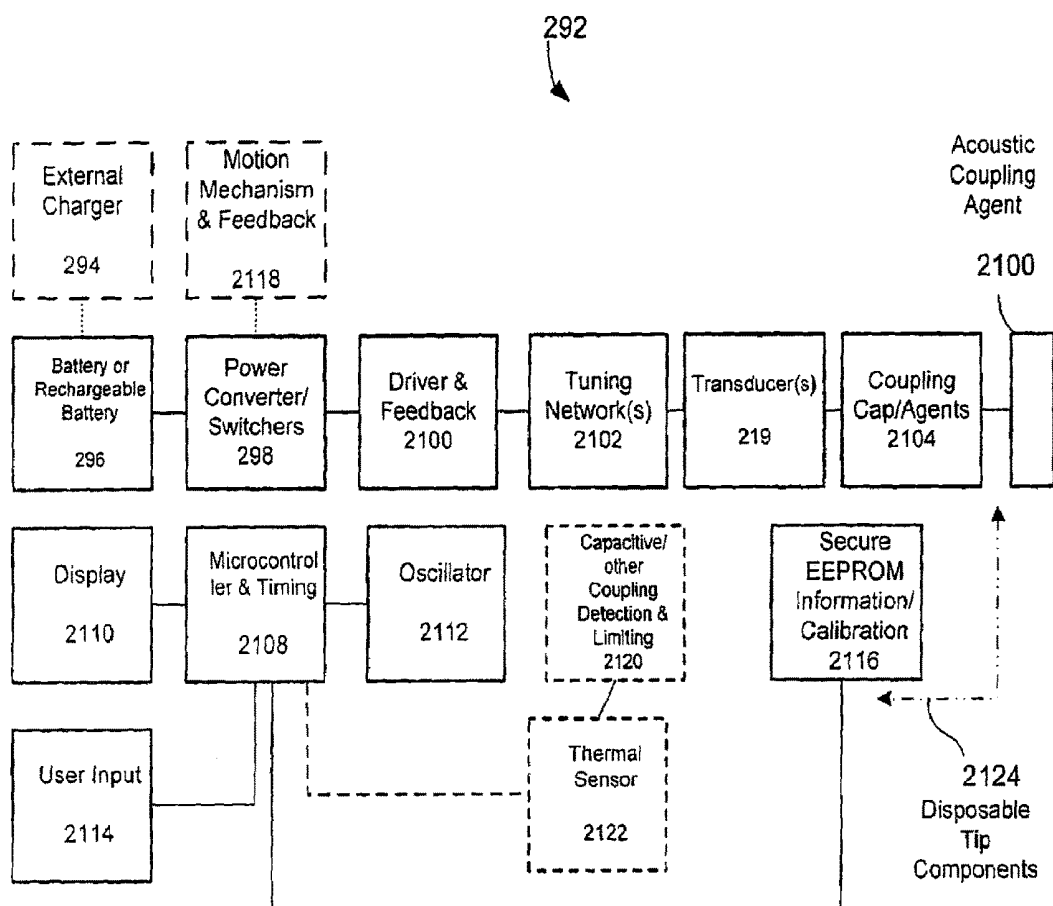 292
External
Charger
294
Motion
Mechanism
& Feedback
2118
Acoustic
Coupling
Agent
2100
Battery or
Rechargeable
Battery
296
Power
Converter/
Switchers
298
Driver &
Feedback
2100
Tuning
Network(s)
2102
Transducer(s)
219
Coupling
Cap/Agents
2104
Display
2110
Microcontrol
ler & Timing
2108
Oscillator
2112
Capacitive/
other
Coupling
Detection &
Limiting
2120
Secure
EEPROM
Information/
Calibration
2116
User Input
2114
Thermal
Sensor
2122
2124
Disposable
Tip
Components